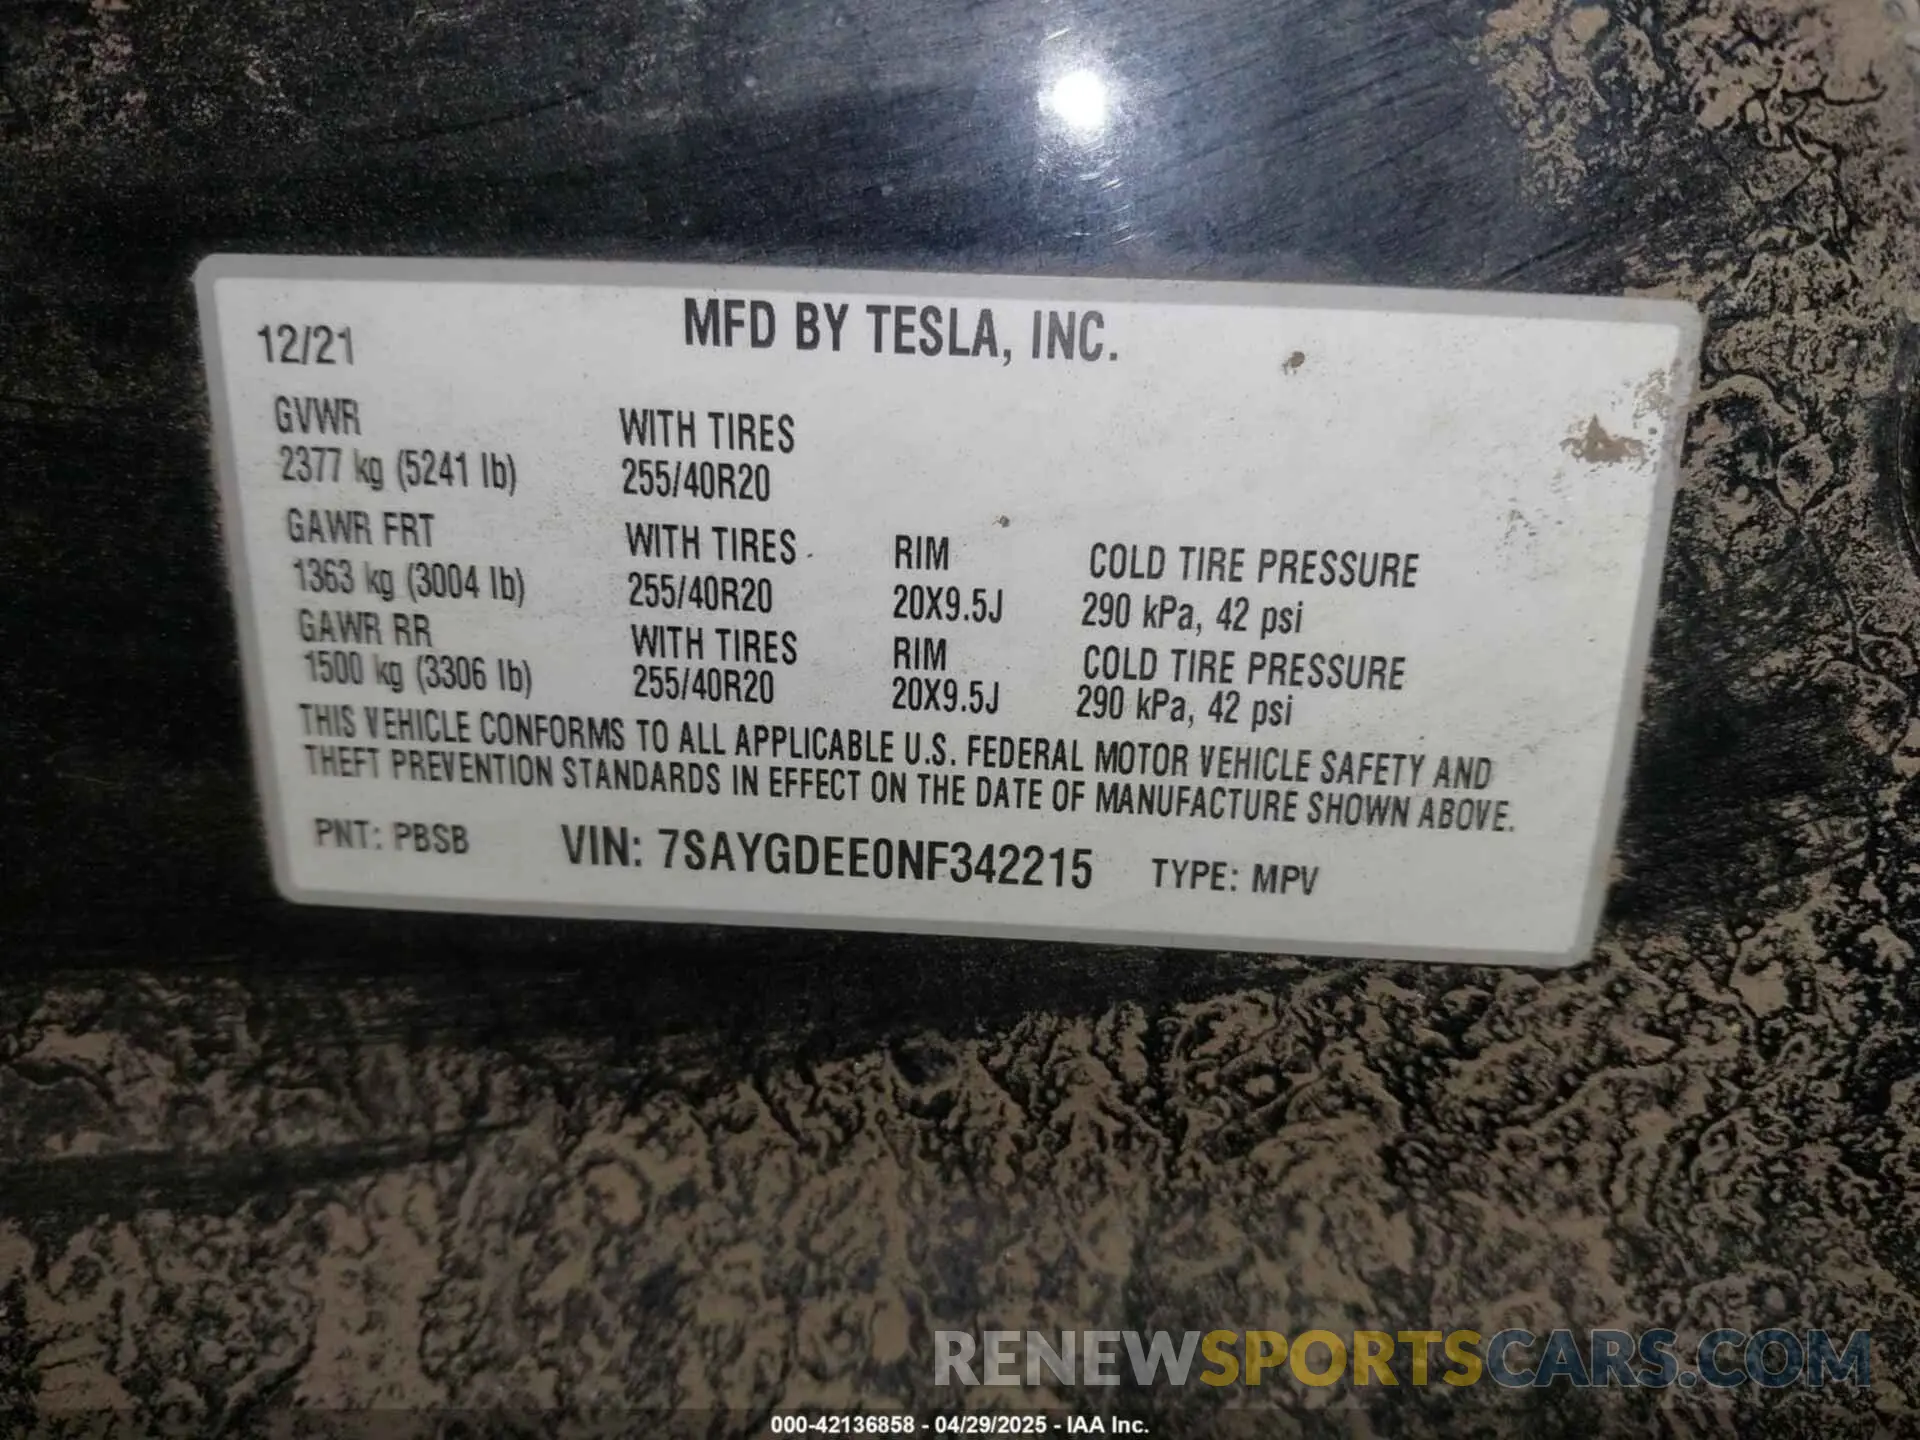 MFD BY TESLA, INC.
12/21
GVWR WITH TIRES
2377 kg (5241 lb) 255/40R20
GAWR FRT WITH TIRES RIM COLD TIRE PRESSURE
1363 kg (3004 lb) 255/40R20 20X9.5J 290 kPa, 42 psi
GAWR RR WITH TIRES RIM COLD TIRE PRESSURE
1500 kg (3306 lb) 255/40R20 20X9.5J 290 kPa, 42 psi
THIS VEHICLE CONFORMS TO ALL APPLICABLE U.S. FEDERAL MOTOR VEHICLE SAFETY AND
THEFT PREVENTION STANDARDS IN EFFECT ON THE DATE OF MANUFACTURE SHOWN ABOVE.
PNT: PBSB VIN: 7SAYGDEE0NF342215 TYPE: MPV
RENEWSPORTSCARS.COM
000-42136858 - 04/29/2025 - IAA Inc.